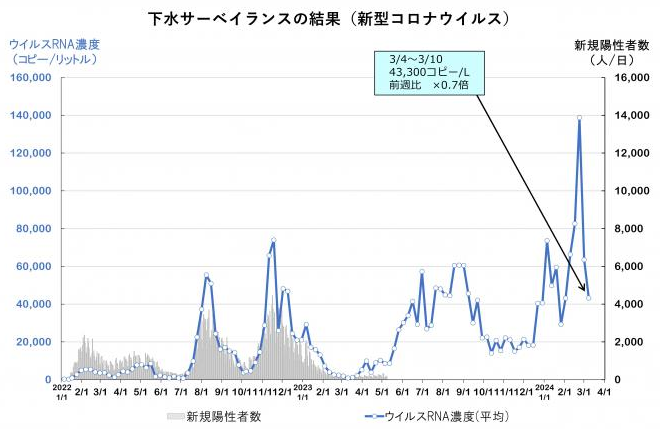 下水サーベイランスの結果（新型コロナウイルス）
ウイルスRNA濃度
（コピー/リットル）
新規陽性者数
（人/日）
3/4～3/10
43,300コピー/L
前週比　×0.7倍
160,000
140,000
120,000
100,000
80,000
60,000
40,000
20,000
0
16,000
14,000
12,000
10,000
8,000
6,000
4,000
2,000
0
2022 2023 2024
1/1 2/1 3/1 4/1 5/1 6/1 7/1 8/1 9/1 10/1 11/1 12/1 1/1 2/1 3/1 4/1 5/1 6/1 7/1 8/1 9/1 10/1 11/1 12/1 1/1 2/1 3/1 4/1
新規陽性者数 ウイルスRNA濃度(平均)